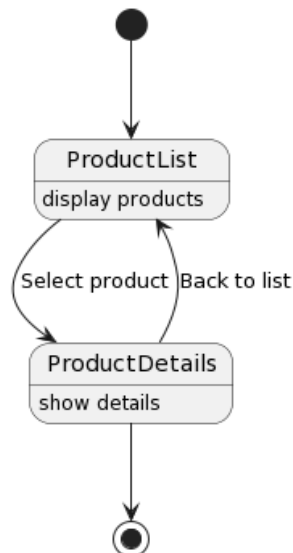 ProductList
display products
Select product
Back to list
ProductDetails
show details